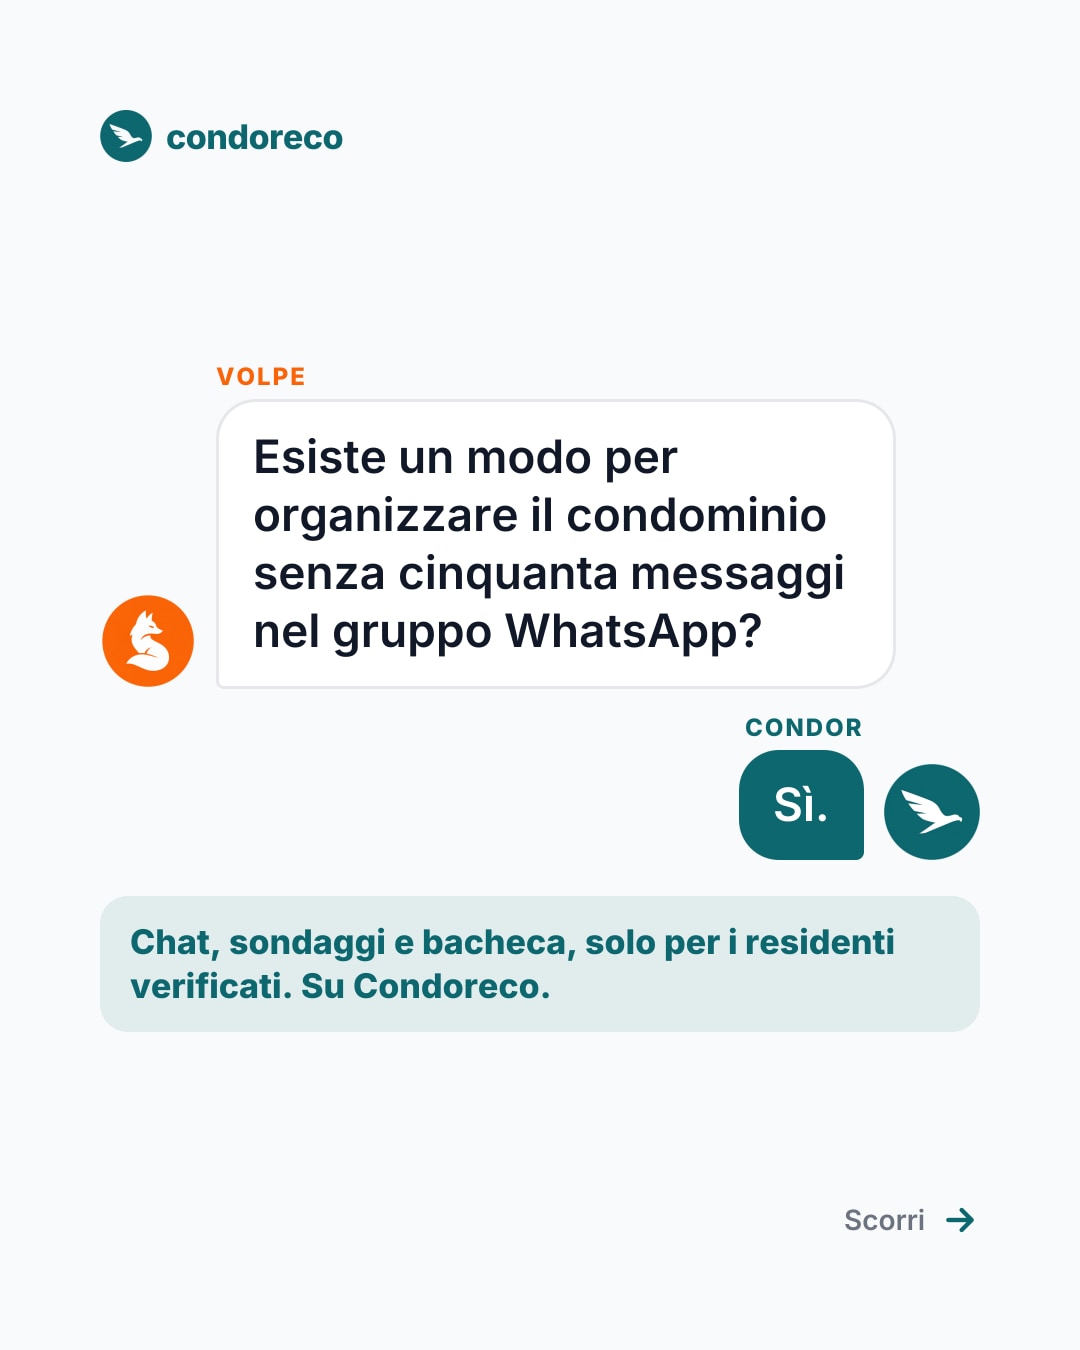 condoreco
VOLPE
Esiste un modo per
organizzare il condominio
senza cinquanta messaggi
nel gruppo WhatsApp?
CONDOR
Sì.
Chat, sondaggi e bacheca, solo per i residenti
verificati. Su Condoreco.
Scorri →